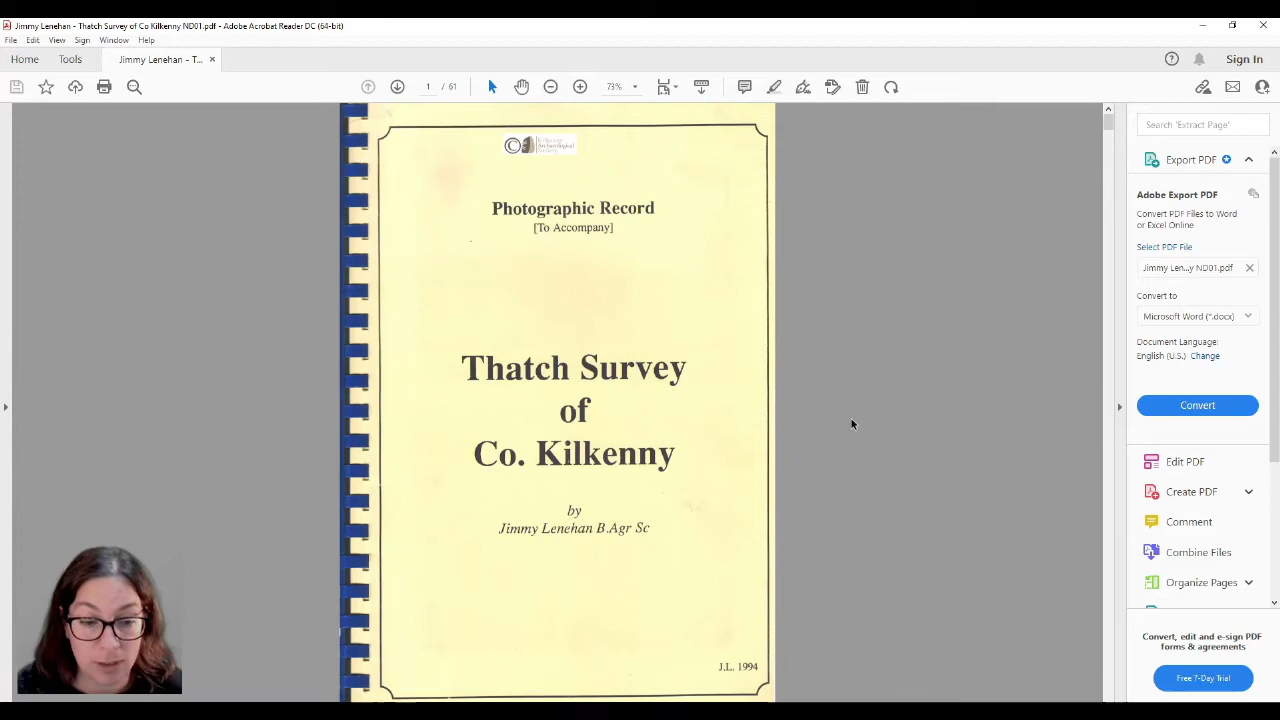 Jimmy Lenehan - Thatch Survey of Co Kilkenny ND01.pdf - Adobe Acrobat Reader DC (64-bit)
File Edit View Sign Window Help
Home Tools Jimmy Lenehan - T... Sign In
1 / 61 73%
©
Kilkenny
Archaeological
Society
Photographic Record
[To Accompany]
Thatch Survey
of
Co. Kilkenny
by
Jimmy Lenehan B.Agr Sc
J.L. 1994
Search 'Extract Page'
Export PDF
Adobe Export PDF
Convert PDF Files to Word
or Excel Online
Select PDF File
Jimmy Len...y ND01.pdf
Convert to
Microsoft Word (*.docx)
Document Language:
English (U.S.) Change
Convert
Edit PDF
Create PDF
Comment
Combine Files
Organize Pages
Convert, edit and e-sign PDF
forms & agreements
Free 7-Day Trial